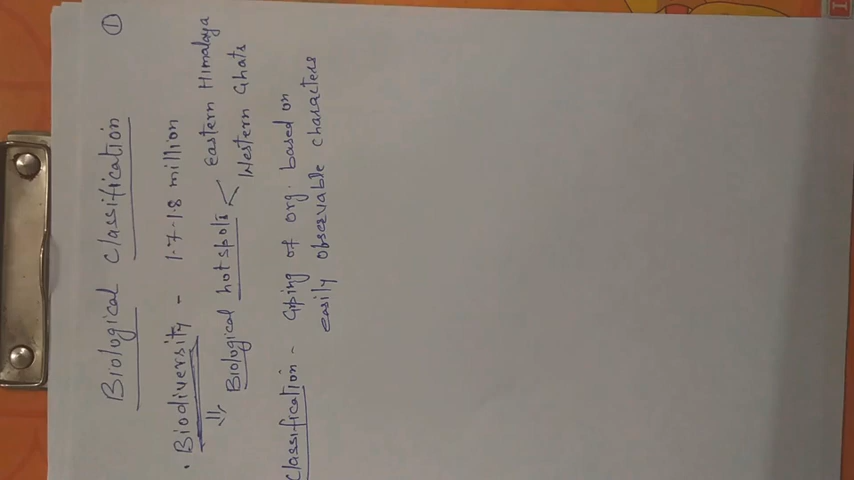 ①
Biological Classification
• Biodiversity - 1.7-1.8 million
⇓ Biological hotspots < Eastern Himalaya
Western Ghats
Classification - Gping of org. based on
easily observable characters